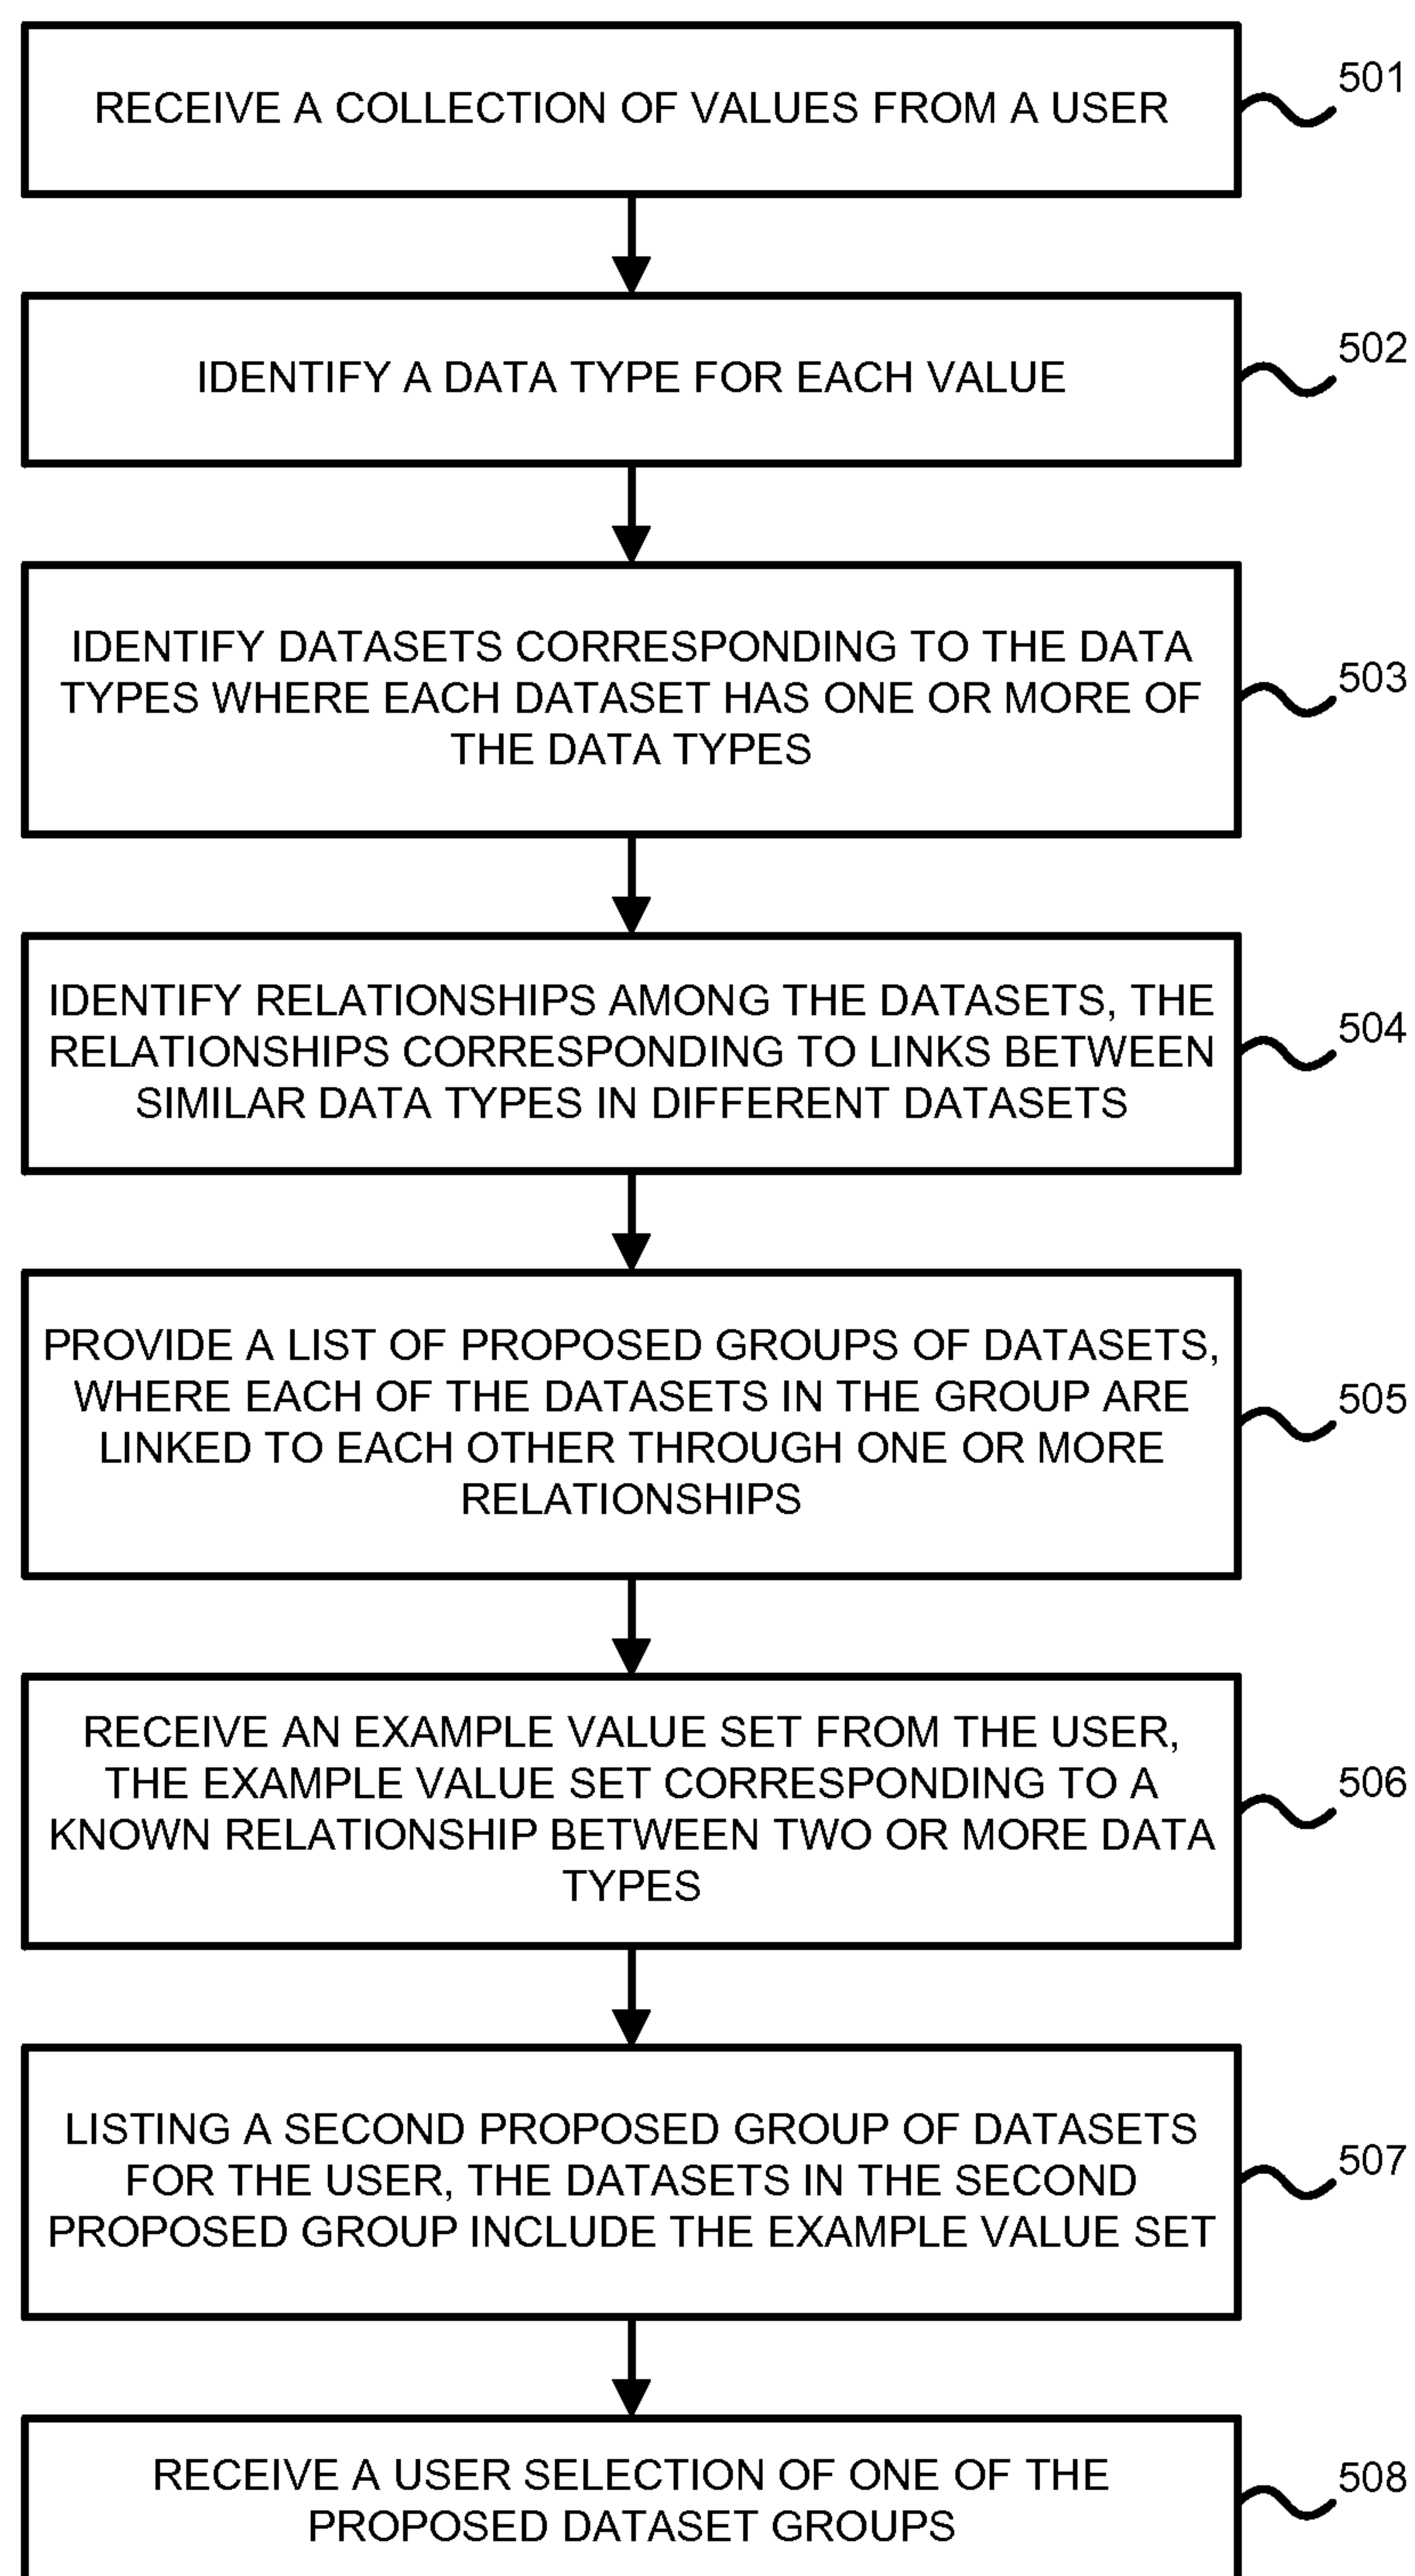 RECEIVE A COLLECTION OF VALUES FROM A USER
501
IDENTIFY A DATA TYPE FOR EACH VALUE
502
IDENTIFY DATASETS CORRESPONDING TO THE DATA
TYPES WHERE EACH DATASET HAS ONE OR MORE OF
THE DATA TYPES
503
IDENTIFY RELATIONSHIPS AMONG THE DATASETS, THE
RELATIONSHIPS CORRESPONDING TO LINKS BETWEEN
SIMILAR DATA TYPES IN DIFFERENT DATASETS
504
PROVIDE A LIST OF PROPOSED GROUPS OF DATASETS,
WHERE EACH OF THE DATASETS IN THE GROUP ARE
LINKED TO EACH OTHER THROUGH ONE OR MORE
RELATIONSHIPS
505
RECEIVE AN EXAMPLE VALUE SET FROM THE USER,
THE EXAMPLE VALUE SET CORRESPONDING TO A
KNOWN RELATIONSHIP BETWEEN TWO OR MORE DATA
TYPES
506
LISTING A SECOND PROPOSED GROUP OF DATASETS
FOR THE USER, THE DATASETS IN THE SECOND
PROPOSED GROUP INCLUDE THE EXAMPLE VALUE SET
507
RECEIVE A USER SELECTION OF ONE OF THE
PROPOSED DATASET GROUPS
508